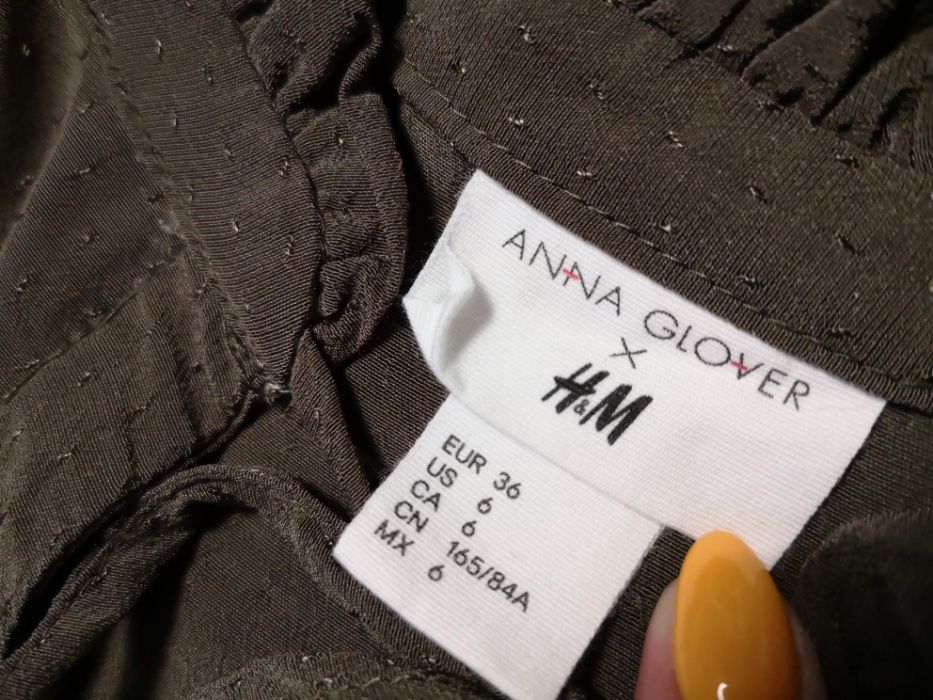 ANNA GLOVER
X
H&M
EUR 36
US 6
CA 6
CN 165/84A
MX 6